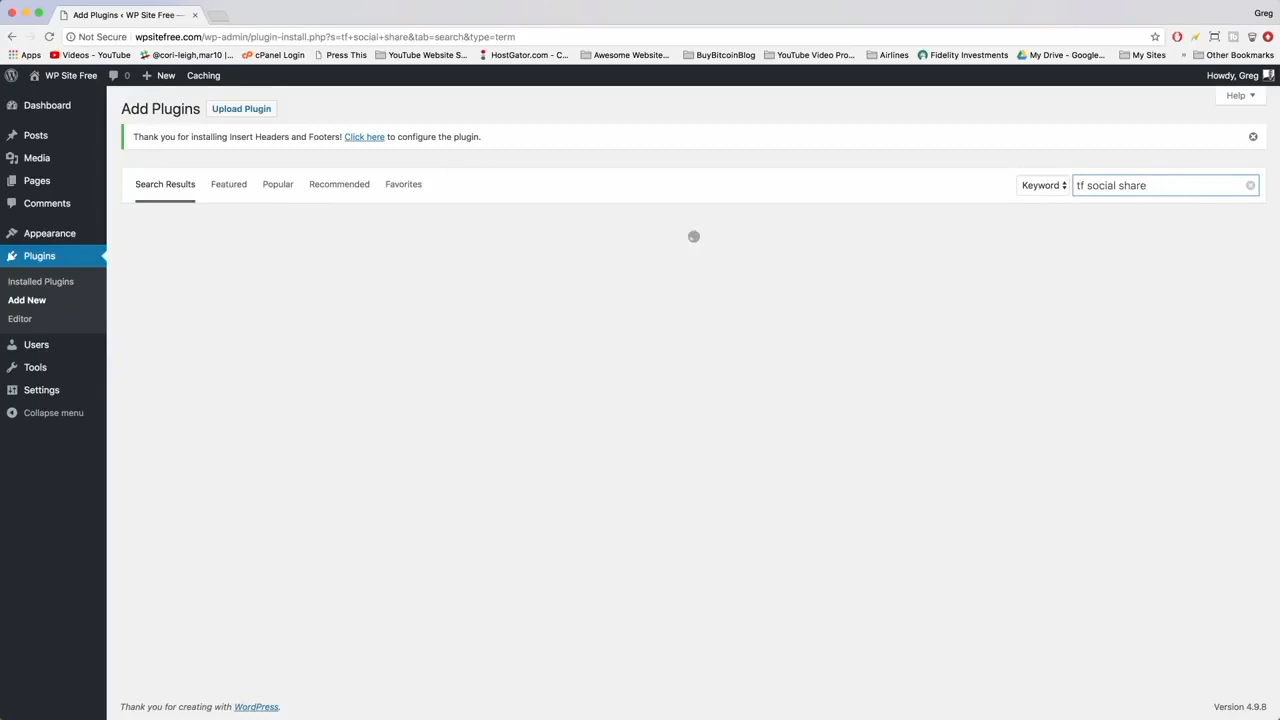 Add Plugins ‹ WP Site Free —
Greg
Not Secure
wpsitefree.com/wp-admin/plugin-install.php?s=tf+social+share&tab=search&type=term
Apps
Videos - YouTube
@cori-leigh,mar10 |...
cPanel Login
Press This
YouTube Website S...
HostGator.com - C...
Awesome Website...
BuyBitcoinBlog
YouTube Video Pro...
Airlines
Fidelity Investments
My Drive - Google...
My Sites
»
Other Bookmarks
WP Site Free
0
New
Caching
Howdy, Greg
Dashboard
Posts
Media
Pages
Comments
Appearance
Plugins
Installed Plugins
Add New
Editor
Users
Tools
Settings
Collapse menu
Help
Add Plugins
Upload Plugin
Thank you for installing Insert Headers and Footers! Click here to configure the plugin.
Search Results
Featured
Popular
Recommended
Favorites
Keyword
tf social share
Thank you for creating with WordPress.
Version 4.9.8